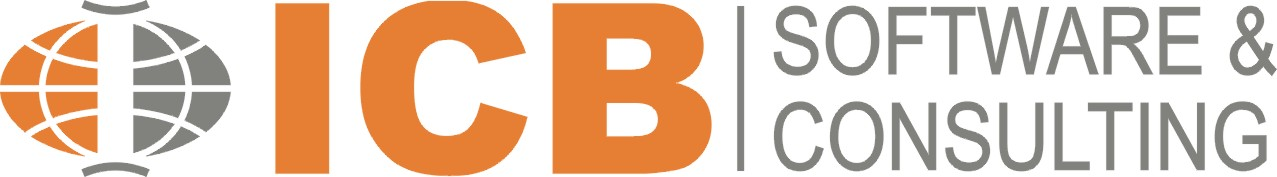 ICB
SOFTWARE &
CONSULTING